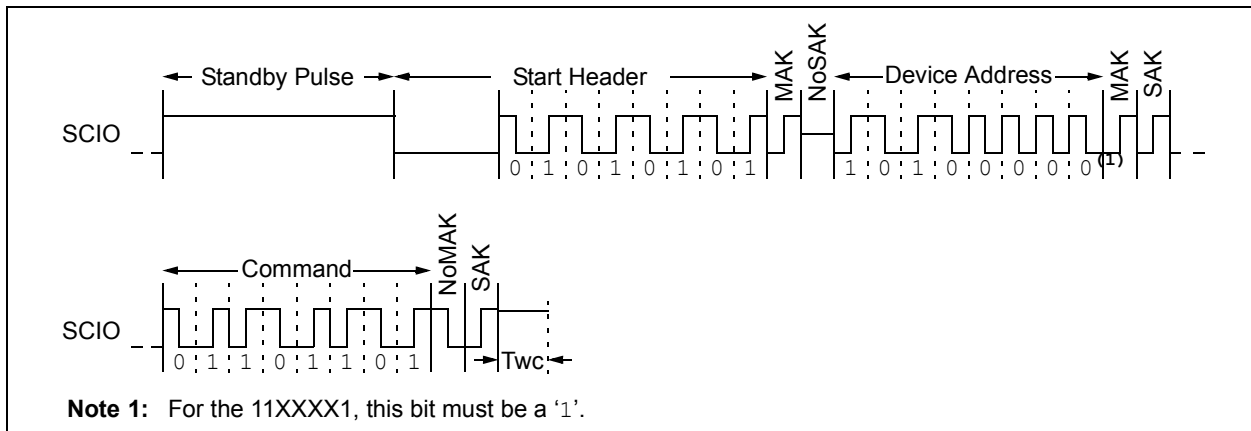 Standby Pulse
Start Header
MAK
NoSAK
Device Address
MAK
SAK
SCIO
0 1 0 1 0 1 0 1
1 0 1 0 0 0 0 0(1)
Command
NoMAK
SAK
SCIO
0 1 1 0 1 1 0 1
Twc
Note 1: For the 11XXXX1, this bit must be a ‘1’.